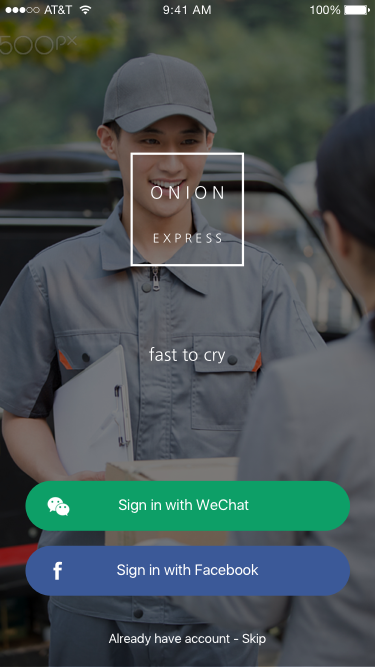 AT&T 9:41 AM 100%
500px
ONION
EXPRESS
fast to cry
Sign in with WeChat
f Sign in with Facebook
Already have account - Skip